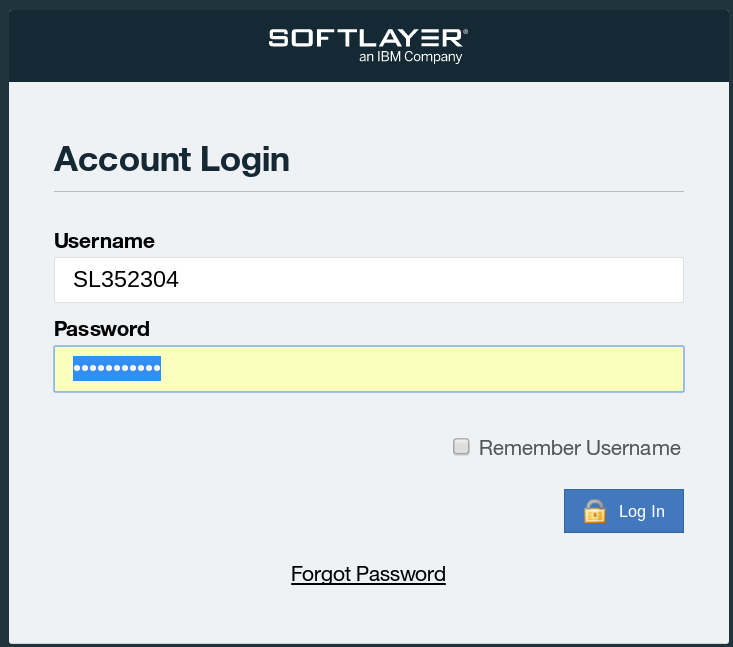 SOFTLAYER®
an IBM Company
Account Login
Username
SL352304
Password
•••••••••••
Remember Username
Log In
Forgot Password